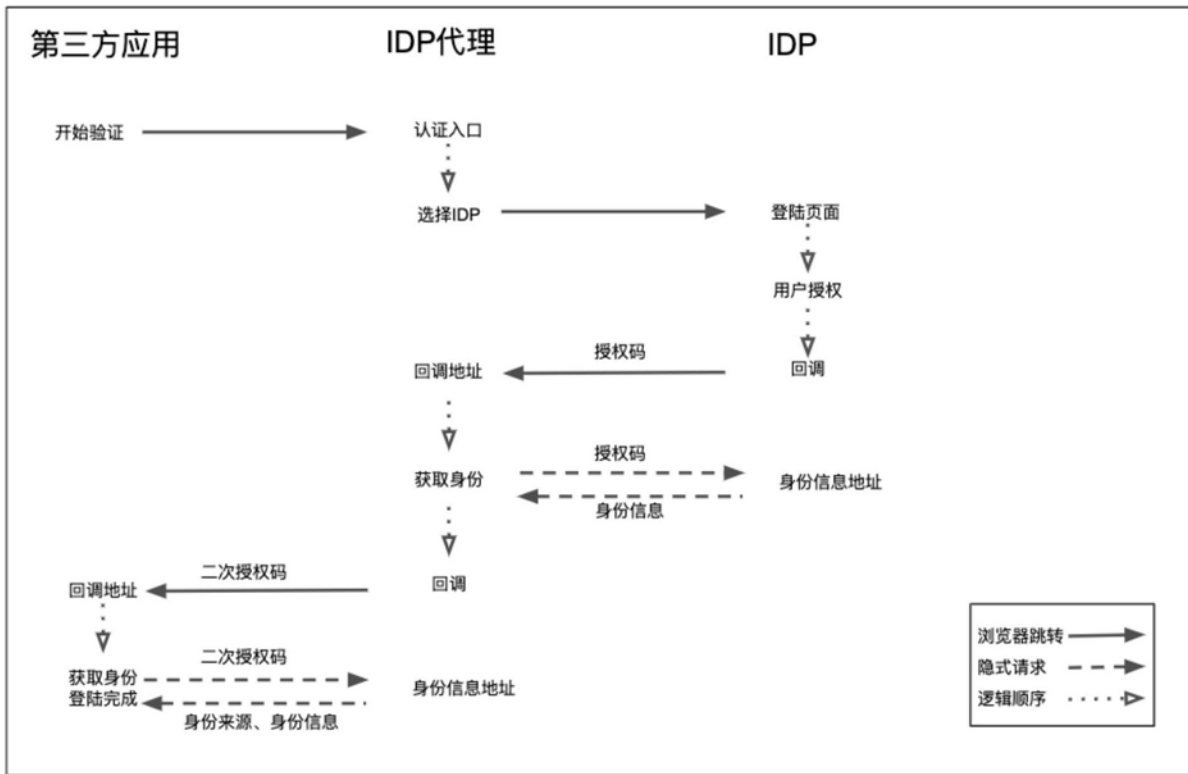 第三方应用 IDP代理 IDP
开始验证 认证入口
选择IDP 登陆页面
用户授权
授权码
回调地址 回调
授权码
获取身份 身份信息地址
身份信息
二次授权码
回调地址 回调
浏览器跳转
二次授权码 隐式请求
获取身份 身份信息地址
登陆完成 逻辑顺序
身份来源、身份信息